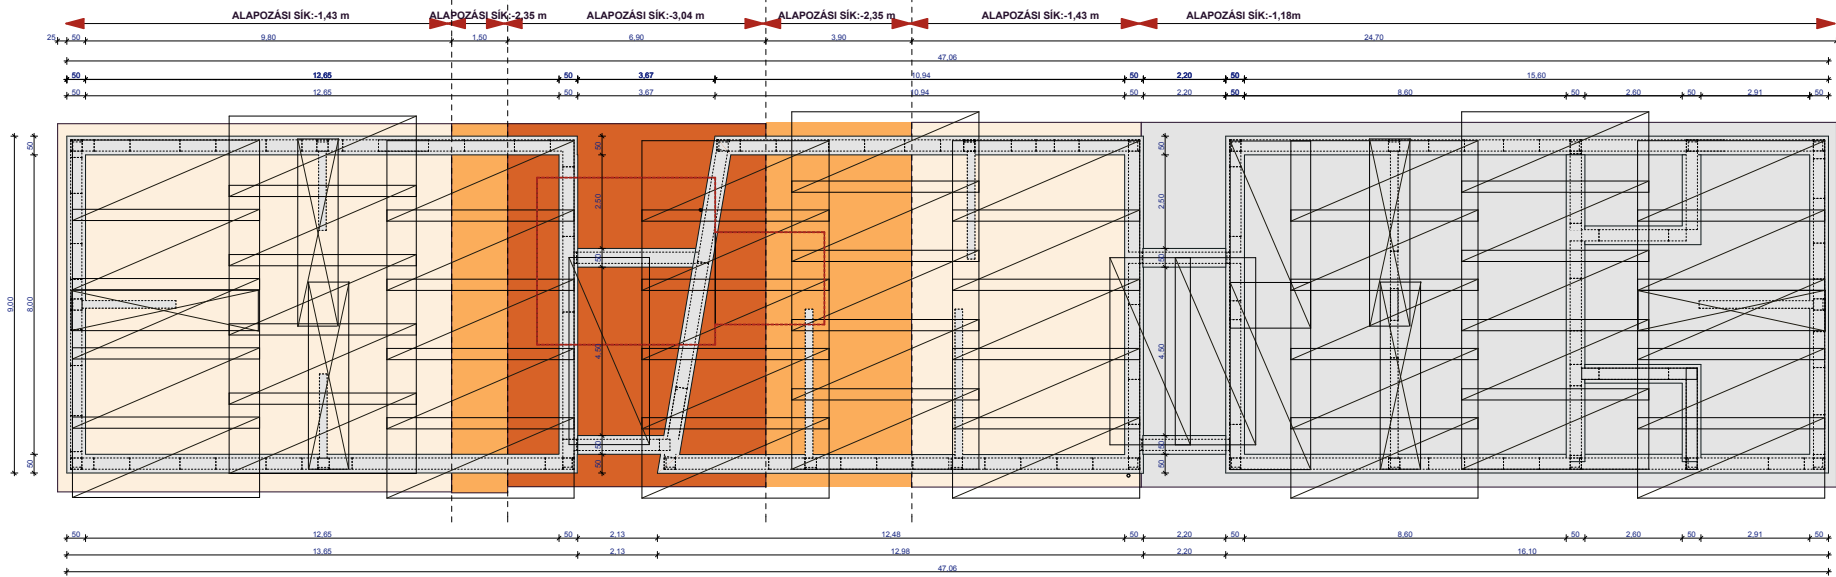 ALAPOZÁSI SÍK:-1,43 m ALAPOZÁSI SÍK:-2,35 m ALAPOZÁSI SÍK:-3,04 m ALAPOZÁSI SÍK:-2,35 m ALAPOZÁSI SÍK:-1,43 m ALAPOZÁSI SÍK:-1,18m
25 50 9.80 1.50 6.90 3.90 24.70
47.06
50 12.65 50 3.67 10.94 50 2.20 50 15.60
50 12.65 50 3.67 10.94 50 2.20 50 8.60 50 2.60 50 2.91 50
50 50 50
2.50 2.50
50 50
9.00 8.00
4.50 4.50
50 50
50 50 50
50 12.65 50 2.13 12.48 50 2.20 50 8.60 50 2.60 50 2.91 50
13.65 2.13 12.98 2.20 16.10
47.06